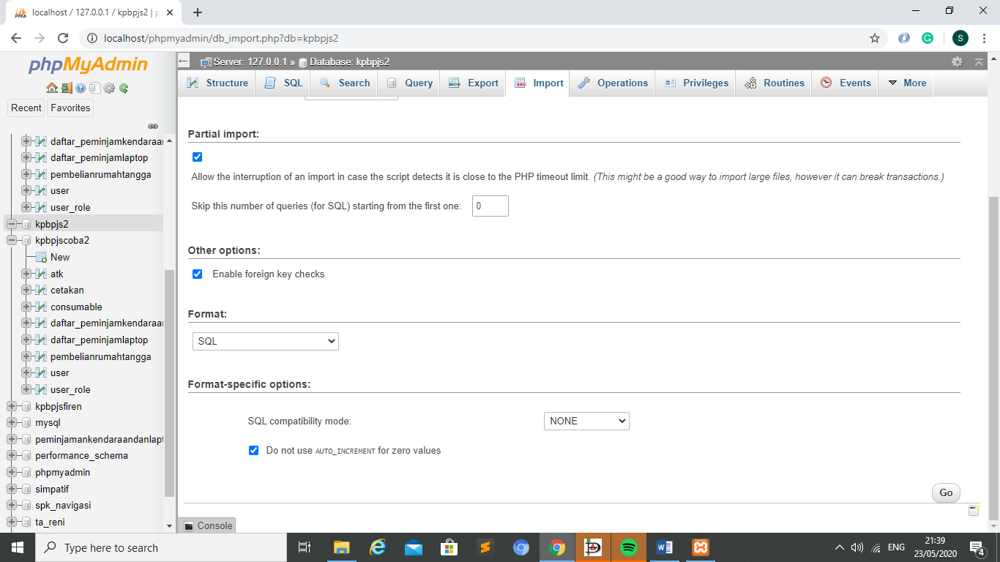 localhost / 127.0.0.1 / kpbpjs2 | p
localhost/phpmyadmin/db_import.php?db=kpbpjs2
S
phpMyAdmin
Recent
Favorites
daftar_peminjamkendaraan
daftar_peminjamlaptop
pembelianrumahtangga
user
user_role
kpbpjs2
kpbpjscoba2
New
atk
cetakan
consumable
daftar_peminjamkendaraan
daftar_peminjamlaptop
pembelianrumahtangga
user
user_role
kpbpjsfiren
mysql
peminjamankendaraandanlapt
performance_schema
phpmyadmin
simpatif
spk_navigasi
ta_reni
Server: 127.0.0.1 » Database: kpbpjs2
Structure
SQL
Search
Query
Export
Import
Operations
Privileges
Routines
Events
More
Partial import:
Allow the interruption of an import in case the script detects it is close to the PHP timeout limit. (This might be a good way to import large files, however it can break transactions.)
Skip this number of queries (for SQL) starting from the first one: 0
Other options:
Enable foreign key checks
Format:
SQL
Format-specific options:
SQL compatibility mode: NONE
Do not use AUTO_INCREMENT for zero values
Go
Console
Type here to search
ENG
21:39
23/05/2020
4